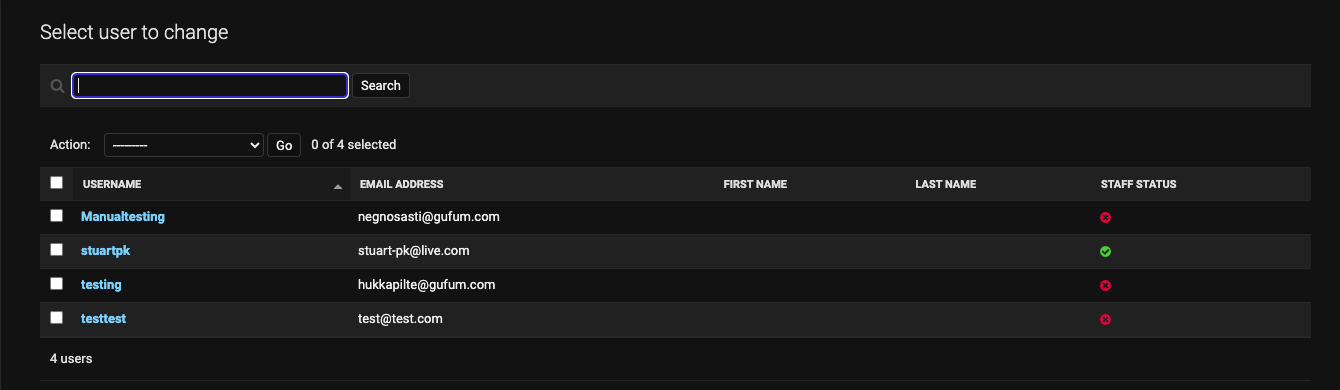 Select user to change
Search
Action: --------- Go 0 of 4 selected
USERNAME EMAIL ADDRESS FIRST NAME LAST NAME STAFF STATUS
Manualtesting negnosasti@gufum.com
stuartpk stuart-pk@live.com
testing hukkapilte@gufum.com
testtest test@test.com
4 users